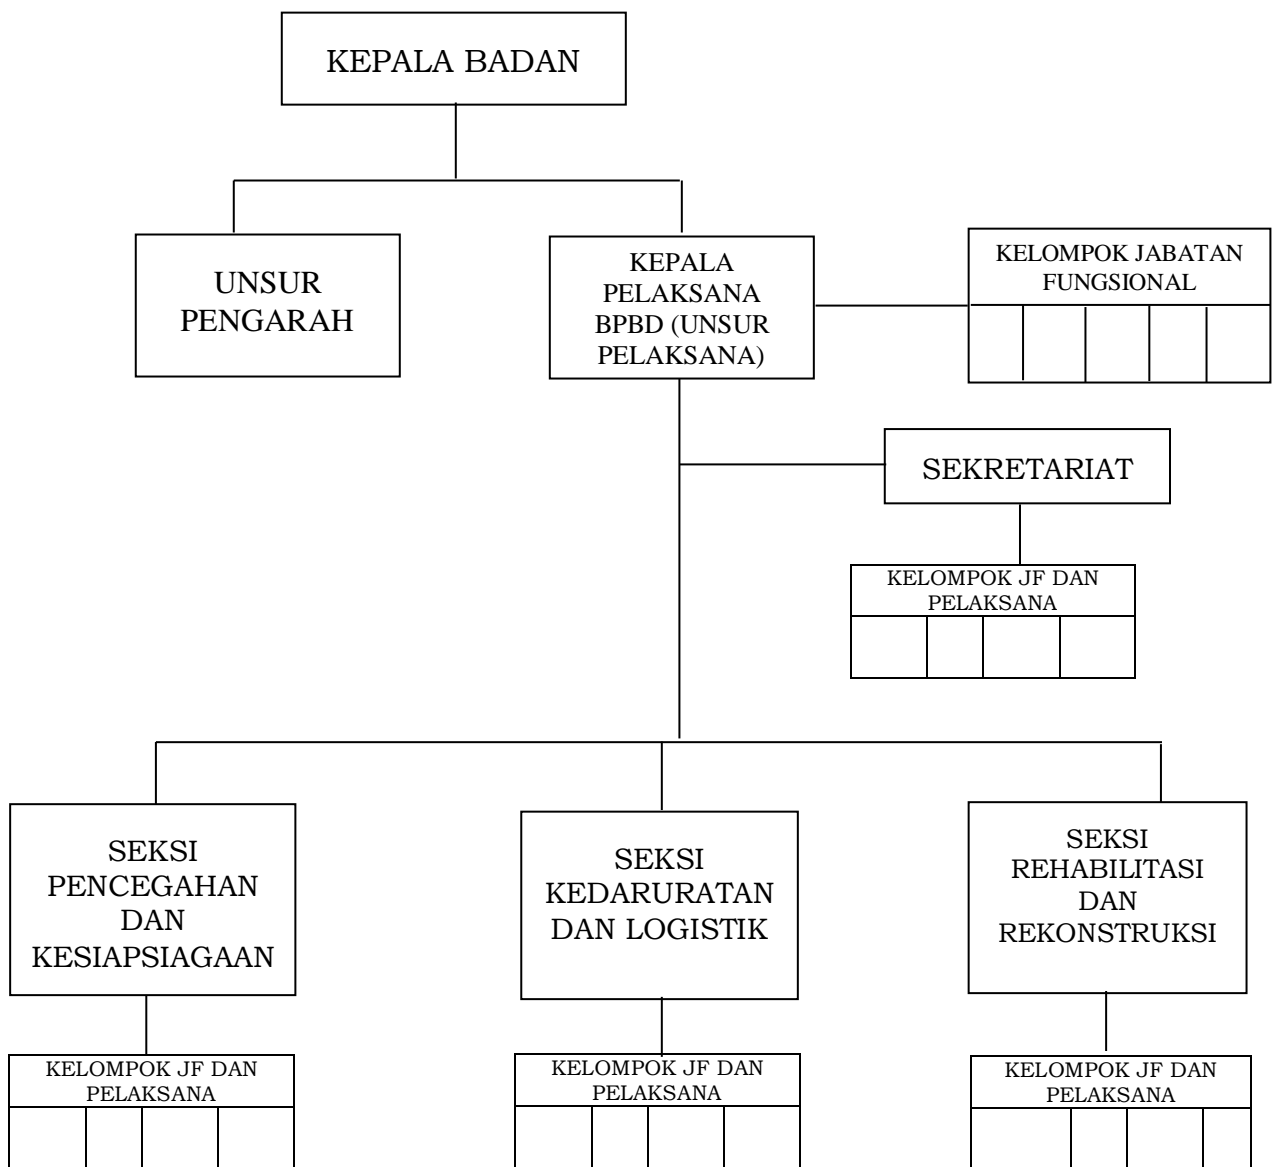 KEPALA BADAN
UNSUR
PENGARAH
KEPALA
PELAKSANA
BPBD (UNSUR
PELAKSANA)
KELOMPOK JABATAN
FUNGSIONAL
SEKRETARIAT
KELOMPOK JF DAN
PELAKSANA
SEKSI
PENCEGAHAN
DAN
KESIAPSIAGAAN
SEKSI
KEDARURATAN
DAN LOGISTIK
SEKSI
REHABILITASI
DAN
REKONSTRUKSI
KELOMPOK JF DAN
PELAKSANA
KELOMPOK JF DAN
PELAKSANA
KELOMPOK JF DAN
PELAKSANA